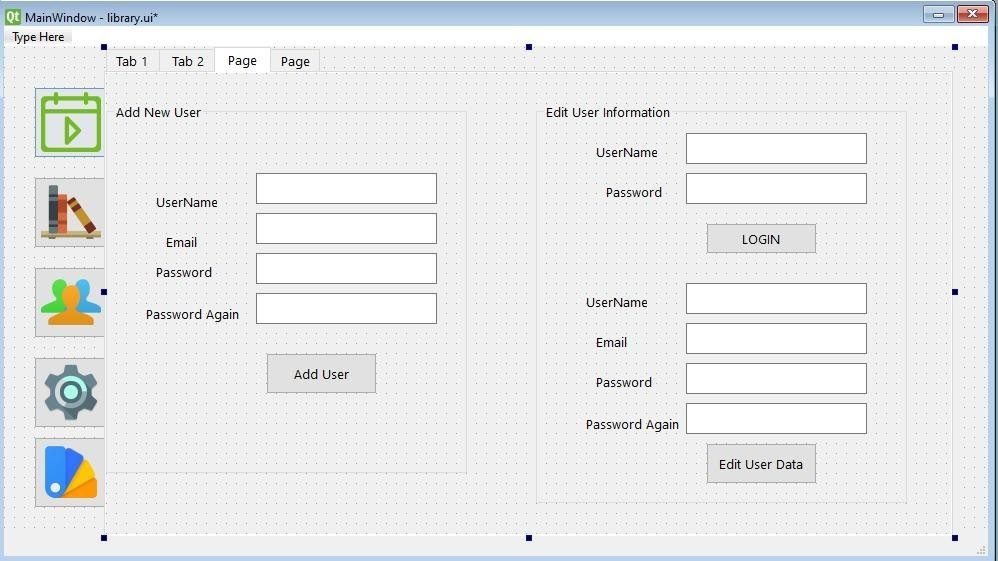 Qt MainWindow - library.ui*
Type Here
Tab 1 Tab 2 Page Page
Add New User
UserName
Email
Password
Password Again
Add User
Edit User Information
UserName
Password
LOGIN
UserName
Email
Password
Password Again
Edit User Data